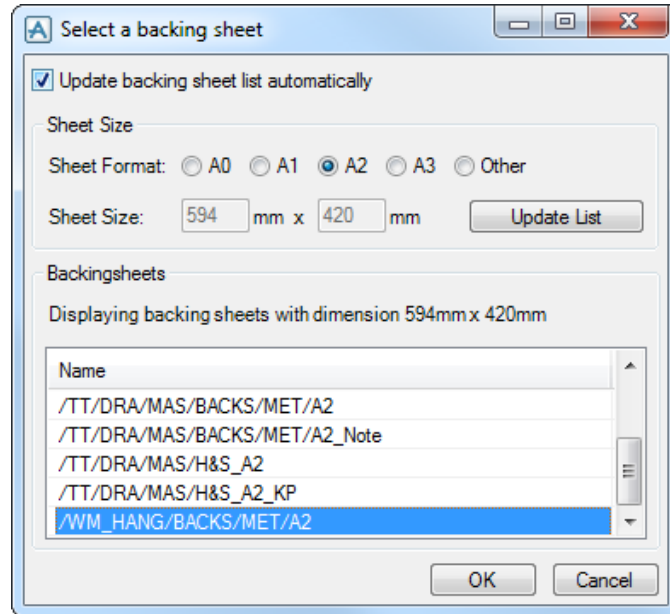 Select a backing sheet
Update backing sheet list automatically
Sheet Size
Sheet Format: A0 A1 A2 A3 Other
Sheet Size: 594 mm x 420 mm Update List
Backingsheets
Displaying backing sheets with dimension 594mm x 420mm
Name
/TT/DRA/MAS/BACKS/MET/A2
/TT/DRA/MAS/BACKS/MET/A2_Note
/TT/DRA/MAS/H&S_A2
/TT/DRA/MAS/H&S_A2_KP
/WM_HANG/BACKS/MET/A2
OK Cancel